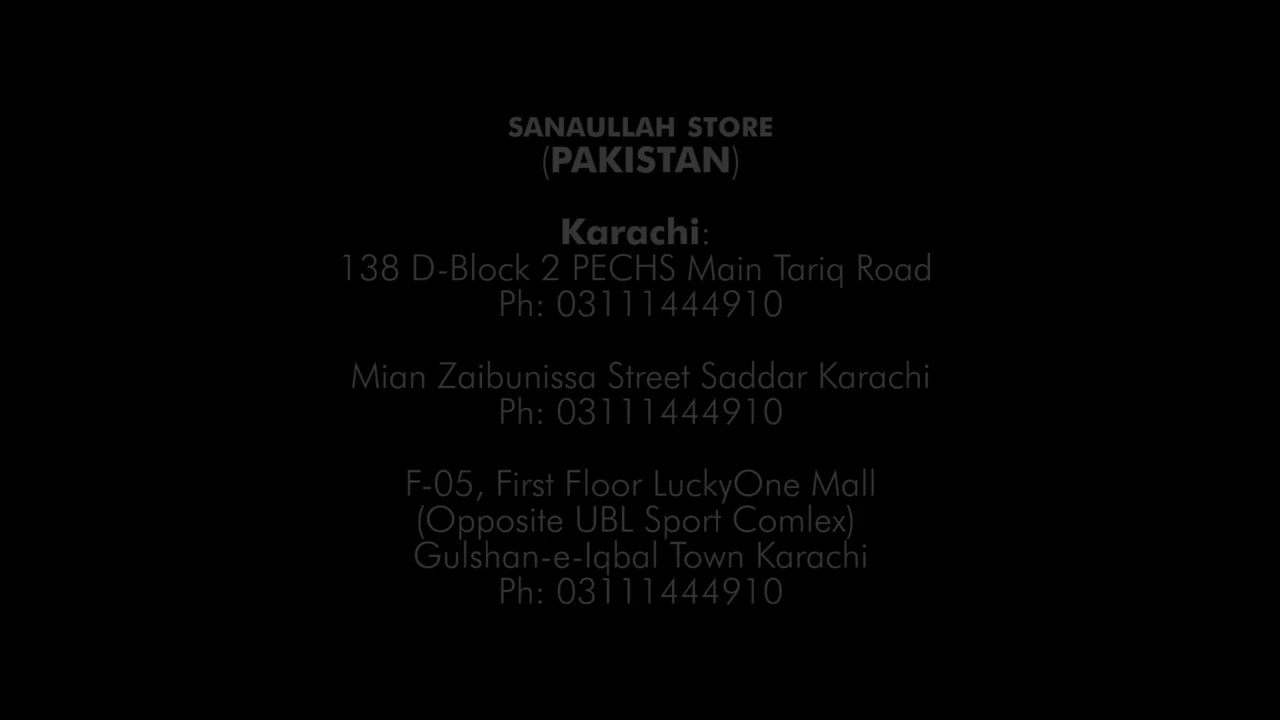 SANAULLAH STORE
(PAKISTAN)
Karachi:
138 D-Block 2 PECHS Main Tariq Road
Ph: 03111444910
Mian Zaibunissa Street Saddar Karachi
Ph: 03111444910
F-05, First Floor LuckyOne Mall
(Opposite UBL Sport Comlex)
Gulshan-e-Iqbal Town Karachi
Ph: 03111444910